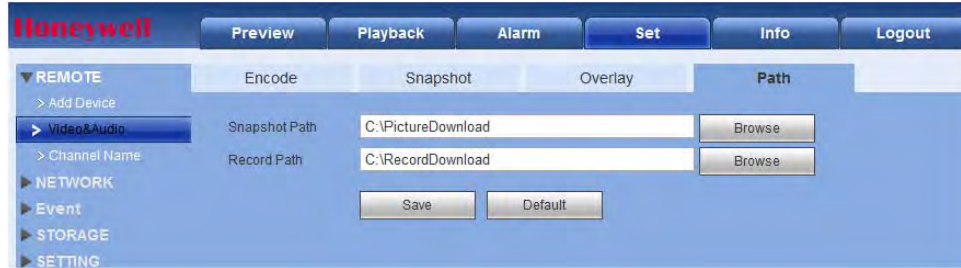 Honeywell
Preview Playback Alarm Set Info Logout
REMOTE
> Add Device
> Video&Audio
> Channel Name
NETWORK
Event
STORAGE
SETTING
Encode Snapshot Overlay Path
Snapshot Path C:\PictureDownload Browse
Record Path C:\RecordDownload Browse
Save Default